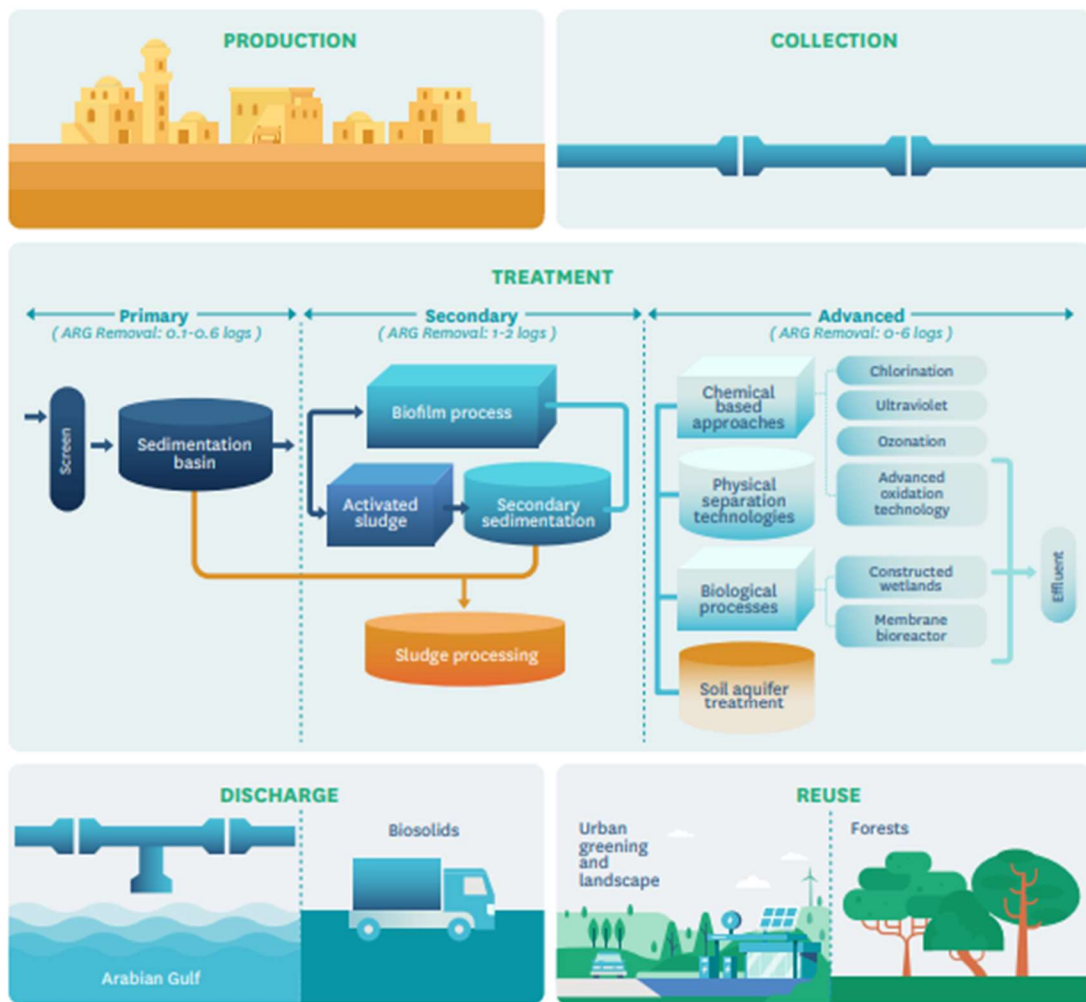 PRODUCTION
COLLECTION
TREATMENT
Primary
( ARG Removal: 0.1-0.6 logs )
Secondary
( ARG Removal: 1-2 logs )
Advanced
( ARG Removal: 0-6 logs )
Screen
Sedimentation
basin
Biofilm process
Activated
sludge
Secondary
sedimentation
Sludge processing
Chemical
based
approaches
Chlorination
Ultraviolet
Ozonation
Advanced
oxidation
technology
Physical
separation
technologies
Biological
processes
Constructed
wetlands
Membrane
bioreactor
Soil aquifer
treatment
Effluent
DISCHARGE
Arabian Gulf
Biosolids
REUSE
Urban
greening
and
landscape
Forests